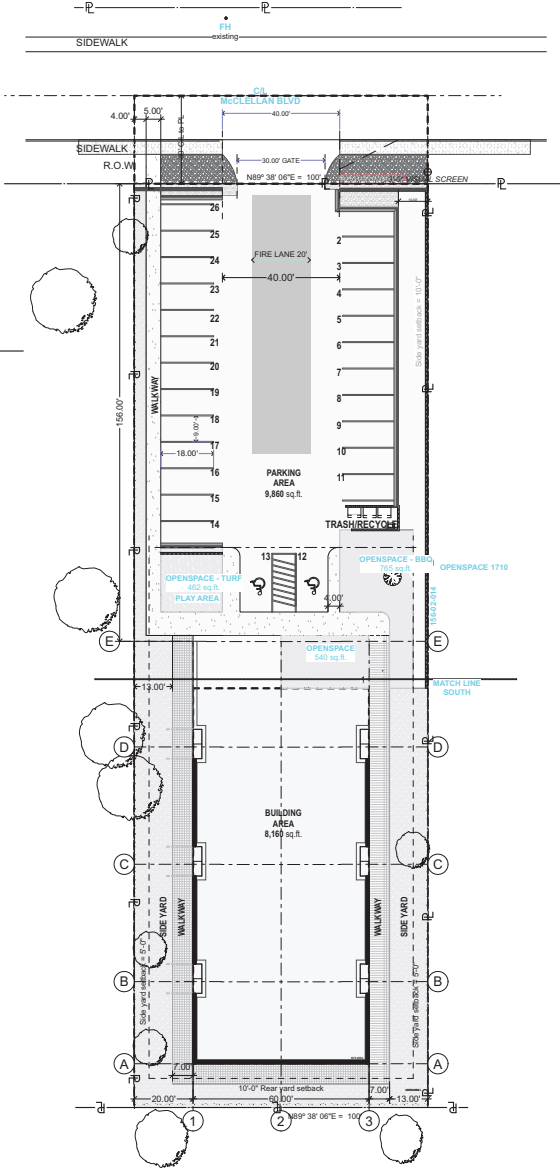 FH
existing
SIDEWALK
C/L
McCLELLAN BLVD
4.00'
5.00'
40.00'
SIDEWALK
R.O.W
30.00' GATE
N89° 38' 06"E = 100'
26
25
24
23
22
21
20
19
18
17
16
15
14
2
3
4
5
6
7
8
9
10
11
FIRE LANE 20'
40.00'
Side yard setback = 10'-0"
WALKWAY
156.00'
9.00'
18.00'
PARKING
AREA
9,860 sq.ft.
TRASH/RECYCLE
13
12
OPENSPACE - TURF
462 sq.ft.
PLAY AREA
OPENSPACE - BBQ
765 sq.ft.
OPENSPACE 1710
4.00'
E
E
OPENSPACE
540 sq.ft.
13.00'
MATCH LINE
SOUTH
D
D
BUILDING
AREA
8,160 sq.ft.
C
C
SIDE YARD
WALKWAY
WALKWAY
SIDE YARD
Side yard setback = 5'-0"
Side yard setback = 5'-0"
B
B
A
A
7.00'
10'-0" Rear yard setback
7.00'
20.00'
60.00'
13.00'
1
2
3
N89° 38' 06"E = 100'